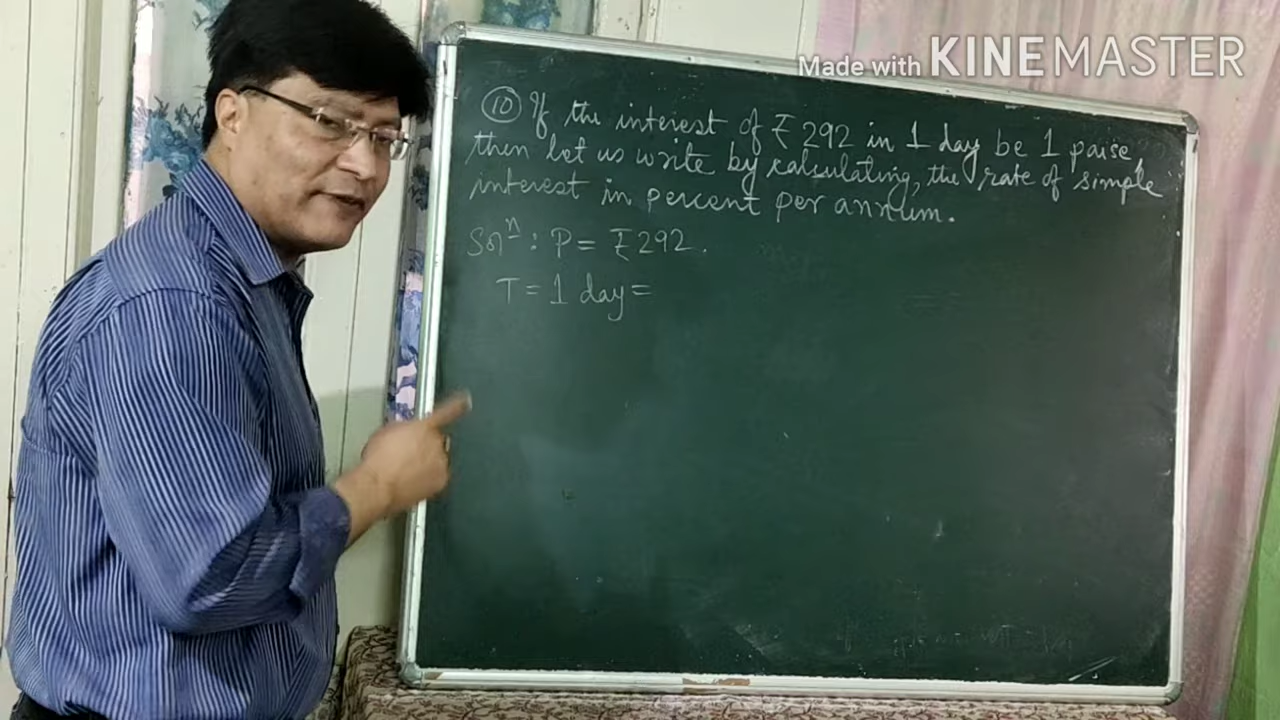 Made with KINEMASTER
(10) If the interest of ₹ 292 in 1 day be 1 paise,
then let us write by calculating, the rate of simple
interest in percent per annum.
Solⁿ : P = ₹ 292.
T = 1 day =